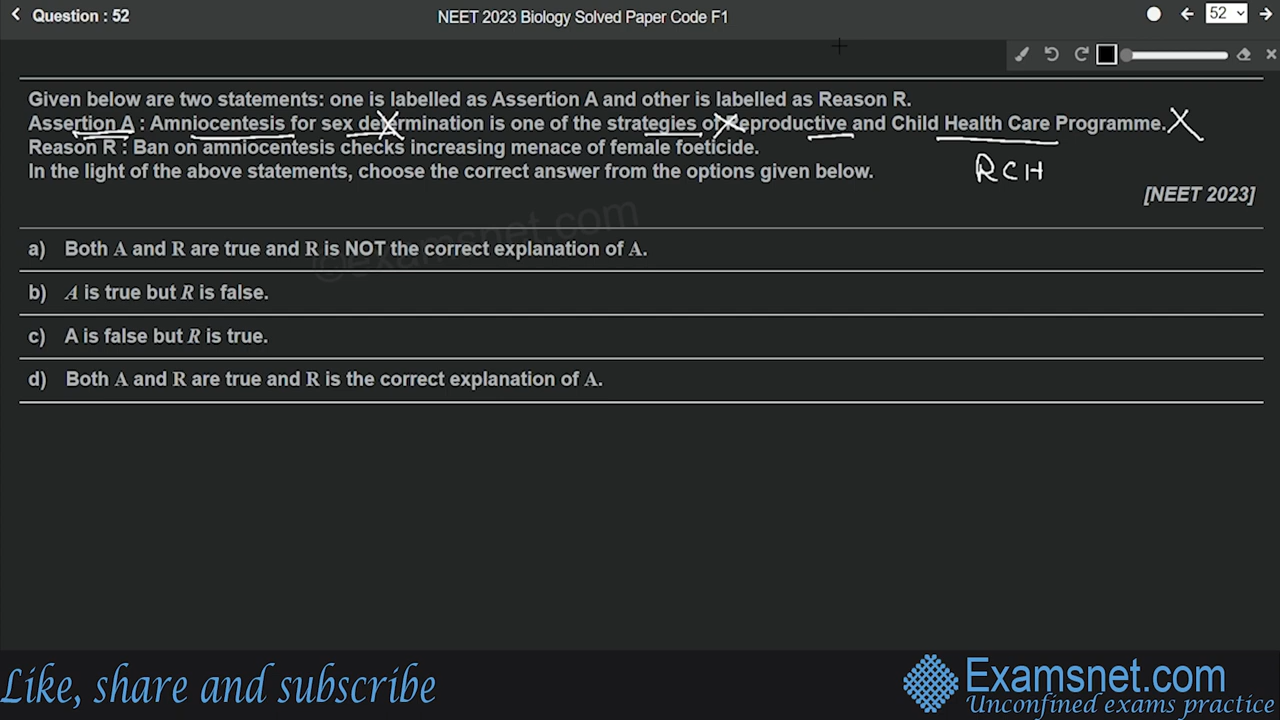 Question : 52
NEET 2023 Biology Solved Paper Code F1
52
Given below are two statements: one is labelled as Assertion A and other is labelled as Reason R.
Assertion A : Amniocentesis for sex determination is one of the strategies of Reproductive and Child Health Care Programme. X
Reason R : Ban on amniocentesis checks increasing menace of female foeticide.
RCH
In the light of the above statements, choose the correct answer from the options given below.
[NEET 2023]
©Examsnet.com
a) Both A and R are true and R is NOT the correct explanation of A.
b) A is true but R is false.
c) A is false but R is true.
d) Both A and R are true and R is the correct explanation of A.
Like, share and subscribe
Examsnet.com
Unconfined exams practice